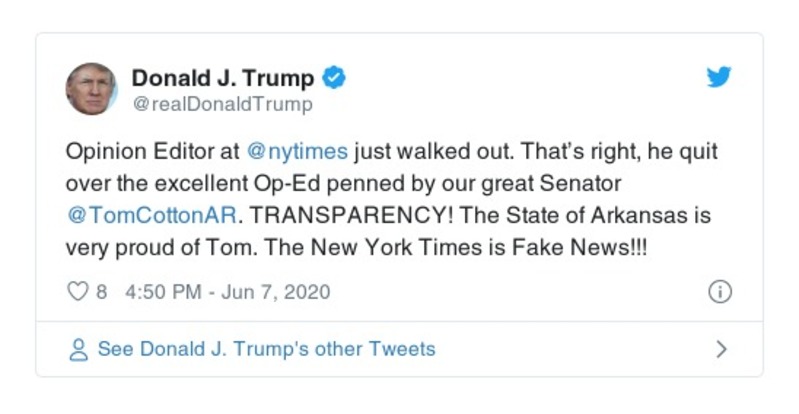 Donald J. Trump
@realDonaldTrump
Opinion Editor at @nytimes just walked out. That’s right, he quit
over the excellent Op-Ed penned by our great Senator
@TomCottonAR. TRANSPARENCY! The State of Arkansas is
very proud of Tom. The New York Times is Fake News!!!
8 4:50 PM - Jun 7, 2020
See Donald J. Trump's other Tweets